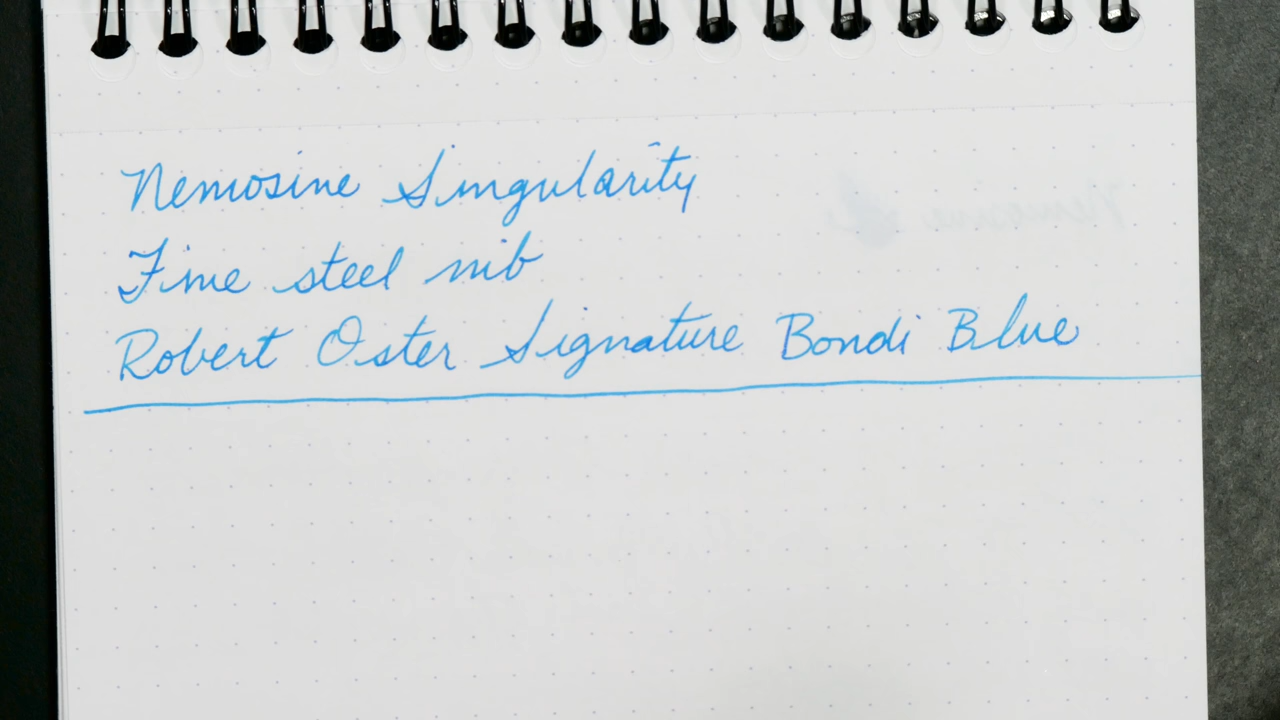 Nemosine Singularity
Fine steel nib
Robert Oster Signature Bondi Blue